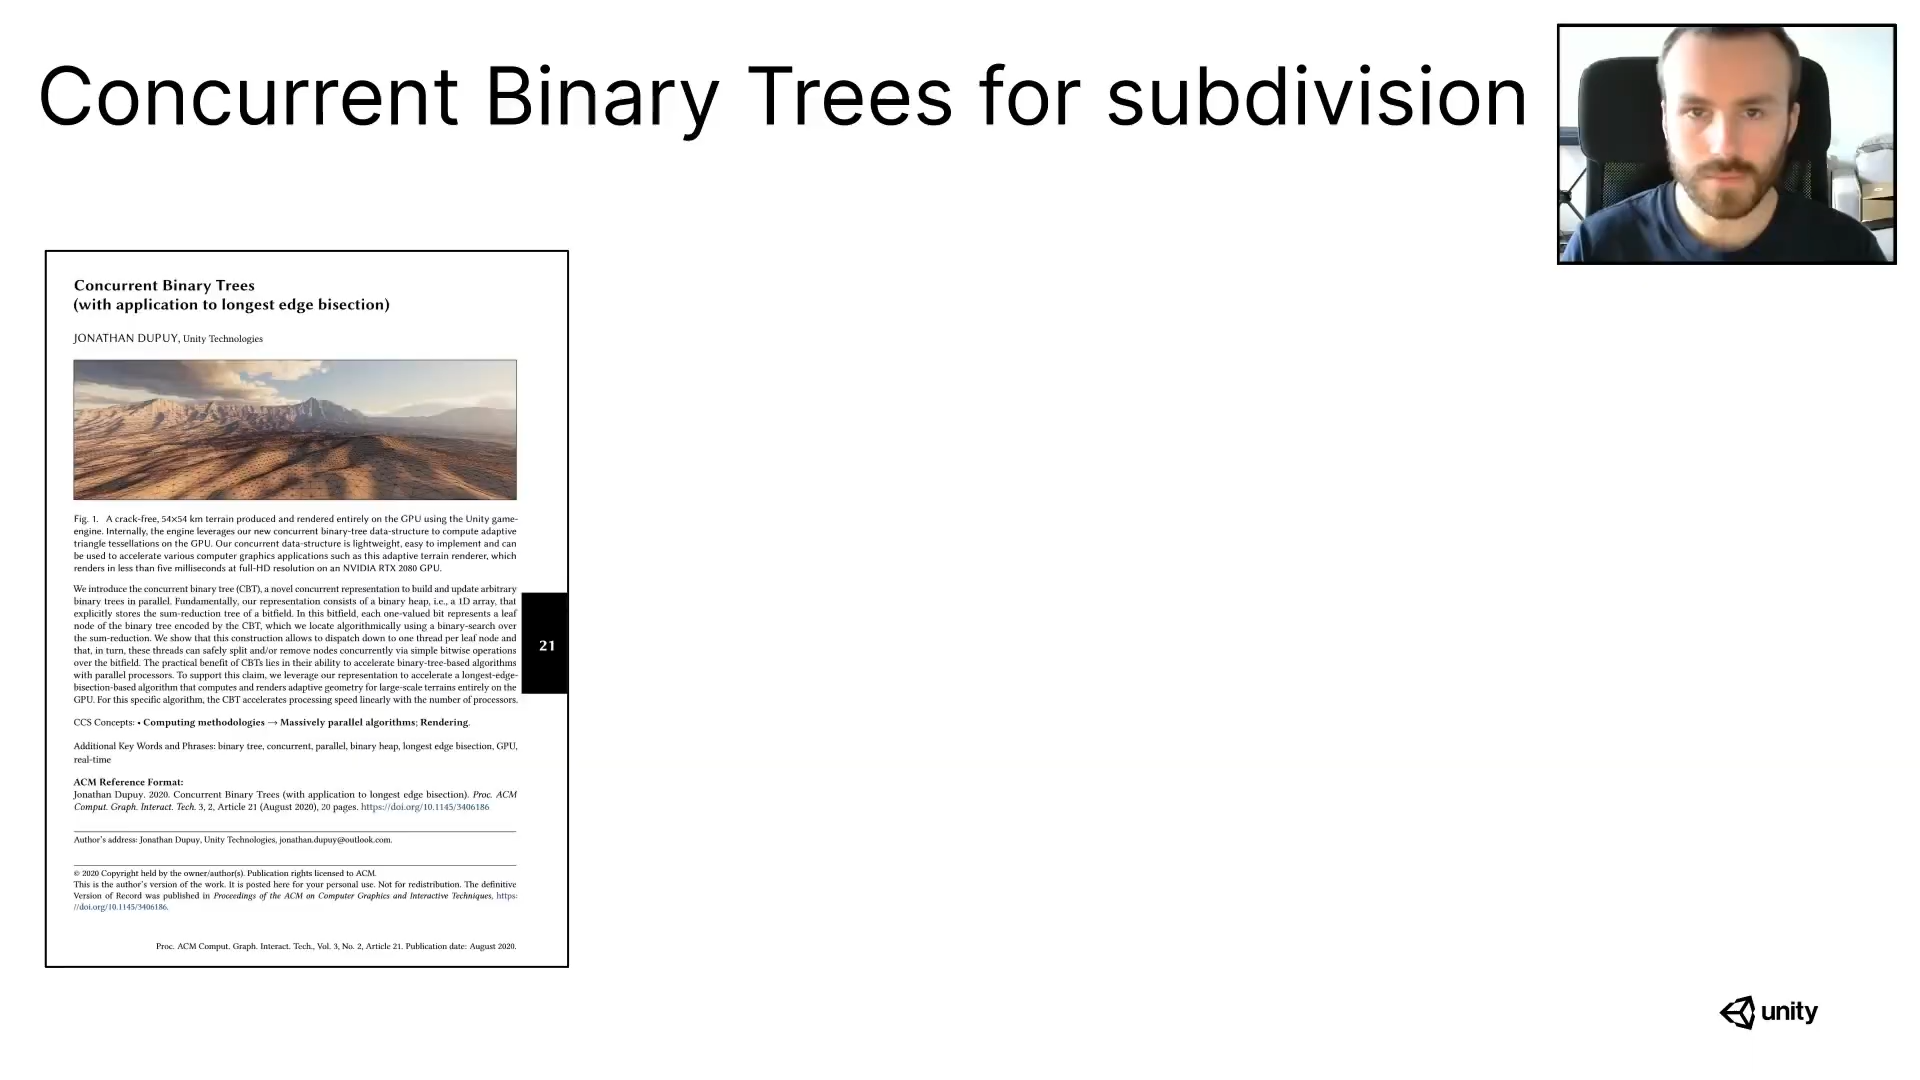 Concurrent Binary Trees for subdivision
Concurrent Binary Trees
(with application to longest edge bisection)
JONATHAN DUPUY, Unity Technologies
Fig. 1. A crack-free, 54×54 km terrain produced and rendered entirely on the GPU using the Unity game-
engine. Internally, the engine leverages our new concurrent binary-tree data-structure to compute adaptive
triangle tessellations on the GPU. Our concurrent data-structure is lightweight, easy to implement and can
be used to accelerate various computer graphics applications such as this adaptive terrain renderer, which
renders in less than five milliseconds at full-HD resolution on an NVIDIA RTX 2080 GPU.
We introduce the concurrent binary tree (CBT), a novel concurrent representation to build and update arbitrary
binary trees in parallel. Fundamentally, our representation consists of a binary heap, i.e., a 1D array, that
explicitly stores the sum-reduction tree of a bitfield. In this bitfield, each one-valued bit represents a leaf
node of the binary tree encoded by the CBT, which we locate algorithmically using a binary-search over
the sum-reduction. We show that this construction allows to dispatch down to one thread per leaf node and
that, in turn, these threads can safely split and/or remove nodes concurrently via simple bitwise operations
over the bitfield. The practical benefit of CBTs lies in their ability to accelerate binary-tree-based algorithms
with parallel processors. To support this claim, we leverage our representation to accelerate a longest-edge-
bisection-based algorithm that computes and renders adaptive geometry for large-scale terrains entirely on the
GPU. For this specific algorithm, the CBT accelerates processing speed linearly with the number of processors.
21
CCS Concepts: • Computing methodologies → Massively parallel algorithms; Rendering.
Additional Key Words and Phrases: binary tree, concurrent, parallel, binary heap, longest edge bisection, GPU,
real-time
ACM Reference Format:
Jonathan Dupuy. 2020. Concurrent Binary Trees (with application to longest edge bisection). Proc. ACM
Comput. Graph. Interact. Tech. 3, 2, Article 21 (August 2020), 20 pages. https://doi.org/10.1145/3406186
Author's address: Jonathan Dupuy, Unity Technologies, jonathan.dupuy@outlook.com.
© 2020 Copyright held by the owner/author(s). Publication rights licensed to ACM.
This is the author's version of the work. It is posted here for your personal use. Not for redistribution. The definitive
Version of Record was published in Proceedings of the ACM on Computer Graphics and Interactive Techniques, https:
//doi.org/10.1145/3406186.
Proc. ACM Comput. Graph. Interact. Tech., Vol. 3, No. 2, Article 21. Publication date: August 2020.
unity